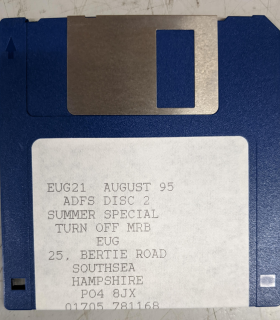 EUG21 AUGUST 95
ADFS DISC 2
SUMMER SPECIAL
TURN OFF MRB
EUG
25, BERTIE ROAD
SOUTHSEA
HAMPSHIRE
PO4 8JX
01705 781168